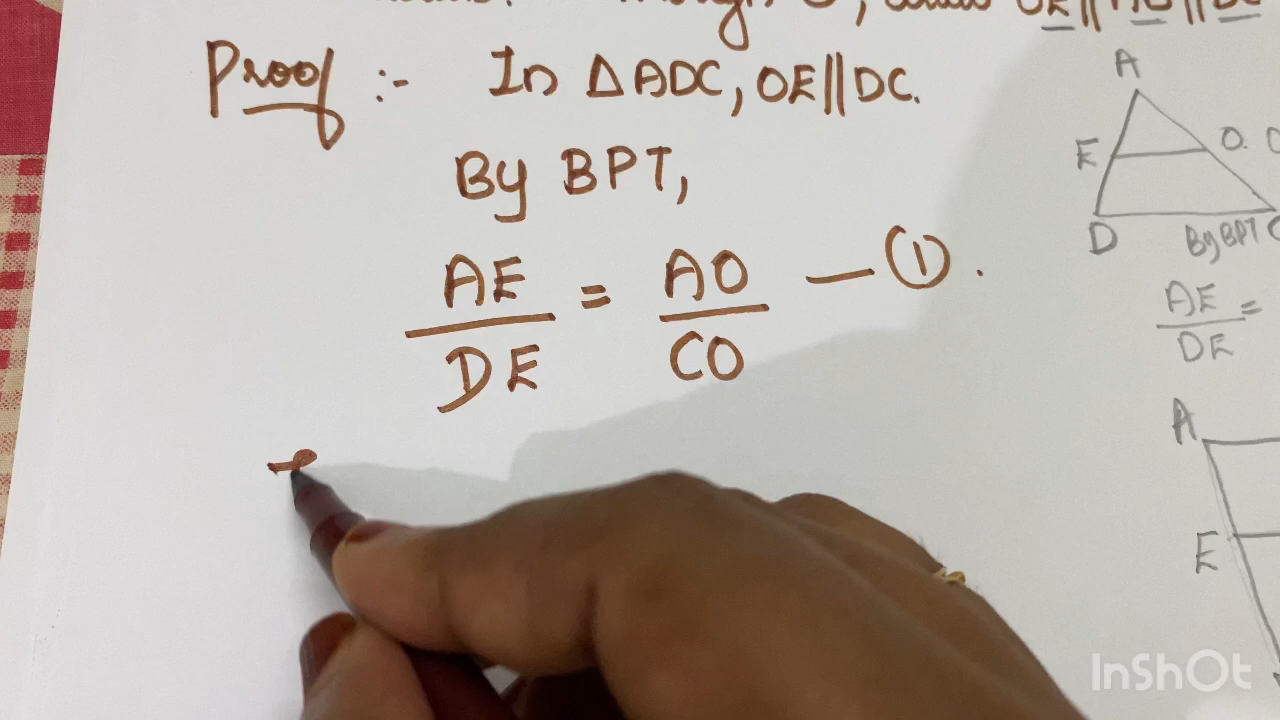 Proof :- In △ADC, OE||DC.
By BPT,
AE/DE = AO/CO — ①.
A
E O.
D C
By BPT
AE/DE =
A
E
InShOt